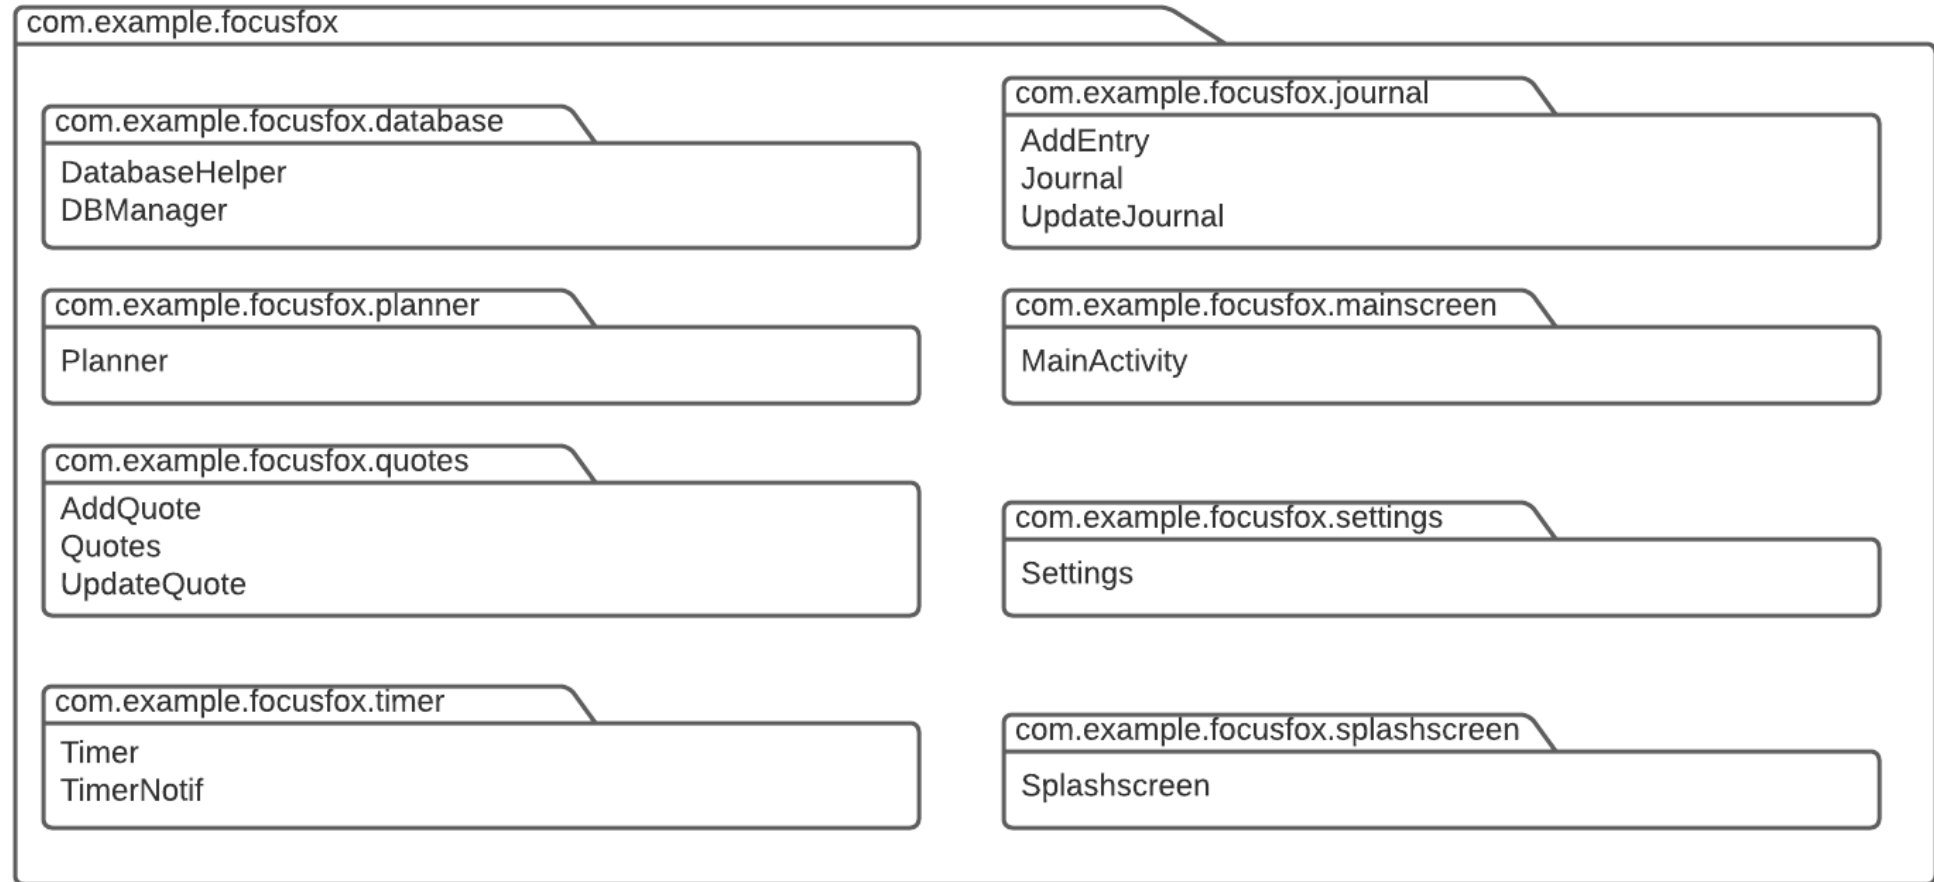 com.example.focusfox
com.example.focusfox.database
DatabaseHelper
DBManager
com.example.focusfox.planner
Planner
com.example.focusfox.quotes
AddQuote
Quotes
UpdateQuote
com.example.focusfox.timer
Timer
TimerNotif
com.example.focusfox.journal
AddEntry
Journal
UpdateJournal
com.example.focusfox.mainscreen
MainActivity
com.example.focusfox.settings
Settings
com.example.focusfox.splashscreen
Splashscreen